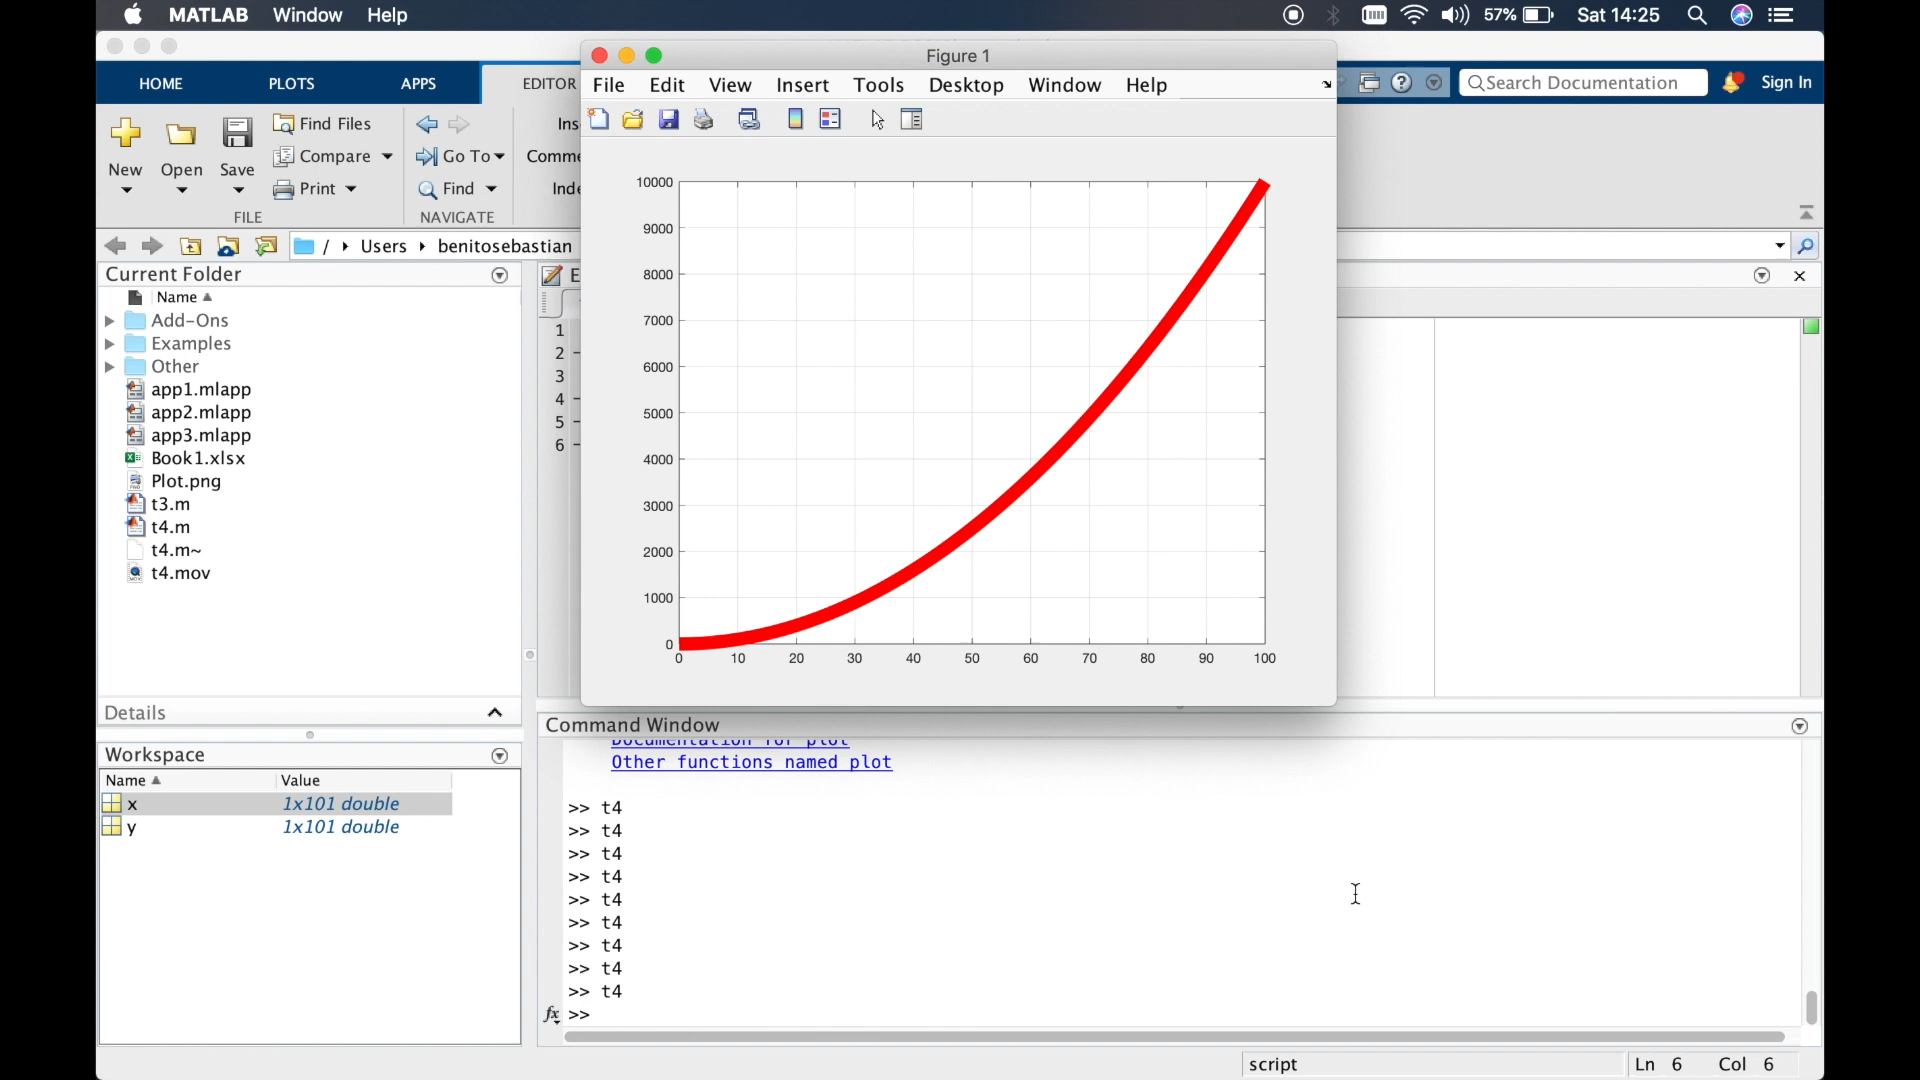 MATLAB Window Help
57% Sat 14:25
Figure 1
HOME PLOTS APPS EDITOR
File Edit View Insert Tools Desktop Window Help
Search Documentation Sign In
New Open Save
Find Files
Compare
Print
Go To
Find
FILE NAVIGATE
/ Users benitosebastian
Current Folder
Name
Add-Ons
Examples
Other
app1.mlapp
app2.mlapp
app3.mlapp
Book1.xlsx
Plot.png
t3.m
t4.m
t4.m~
t4.mov
1
2
3
4
5
6
10000
9000
8000
7000
6000
5000
4000
3000
2000
1000
0
0 10 20 30 40 50 60 70 80 90 100
Details
Workspace
Name Value
x 1x101 double
y 1x101 double
Command Window
Documentation for plot
Other functions named plot
>> t4
>> t4
>> t4
>> t4
>> t4
>> t4
>> t4
>> t4
>> t4
fx >>
script Ln 6 Col 6